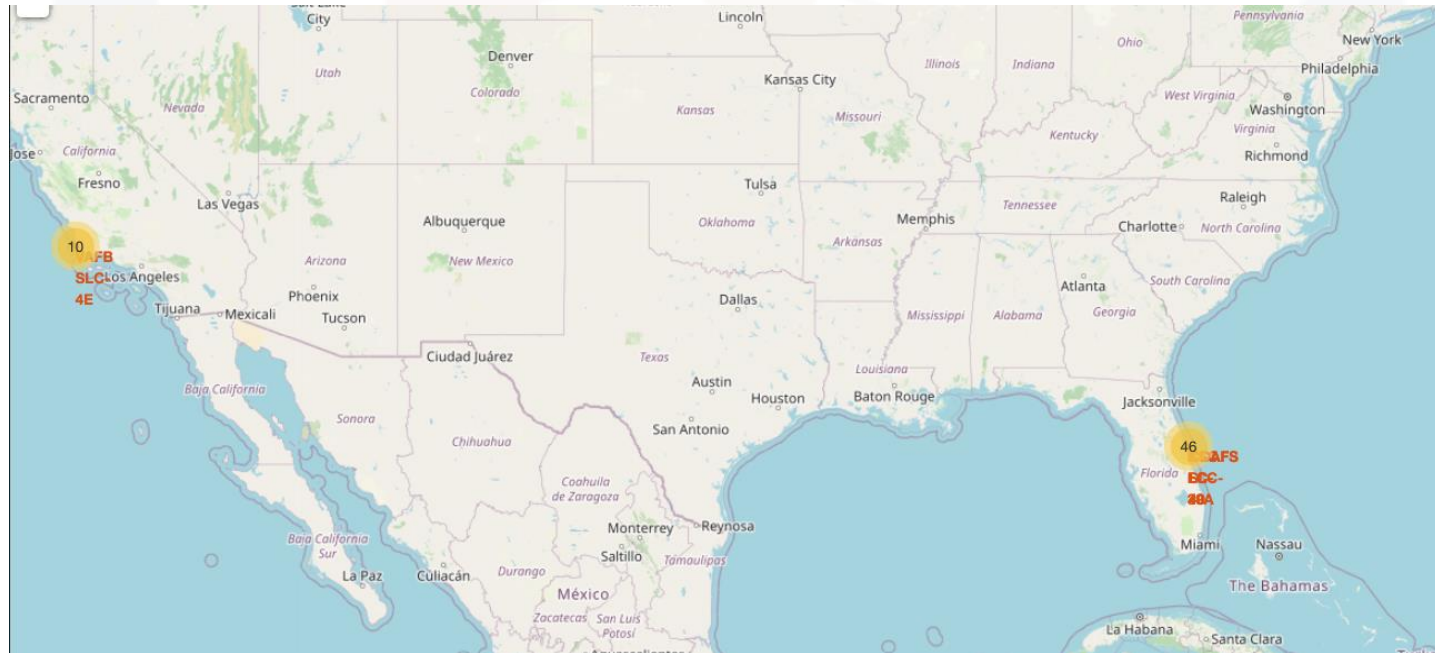 Lincoln
City
Pennsylvania
New York
Denver
Ohio
Utah
Illinois
Indiana
Philadelphia
Kansas City
Sacramento
Nevada
Colorado
West Virginia
Washington
Kansas
Missouri
Virginia
Jose
California
Kentucky
Richmond
Fresno
Tulsa
Las Vegas
Raleigh
Albuquerque
Oklahoma
Memphis
Tennessee
Charlotte
North Carolina
10
Arkansas
Arizona
New Mexico
Los Angeles
SLC-
4E
South Carolina
Phoenix
Dallas
Atlanta
Tijuana
Mexicali
Tucson
Mississippi
Alabama
Georgia
Ciudad Juárez
Texas
Louisiana
Baja California
Austin
Houston
Baton Rouge
Jacksonville
Sonora
San Antonio
Chihuahua
46
Florida
Coahuila
de Zaragoza
Monterrey
Reynosa
Baja California
Sur
Saltillo
Miami
Nassau
Tamaulipas
La Paz
Culiacán
Durango
The Bahamas
México
Zacatecas
San Luis
Potosí
La Habana
Santa Clara